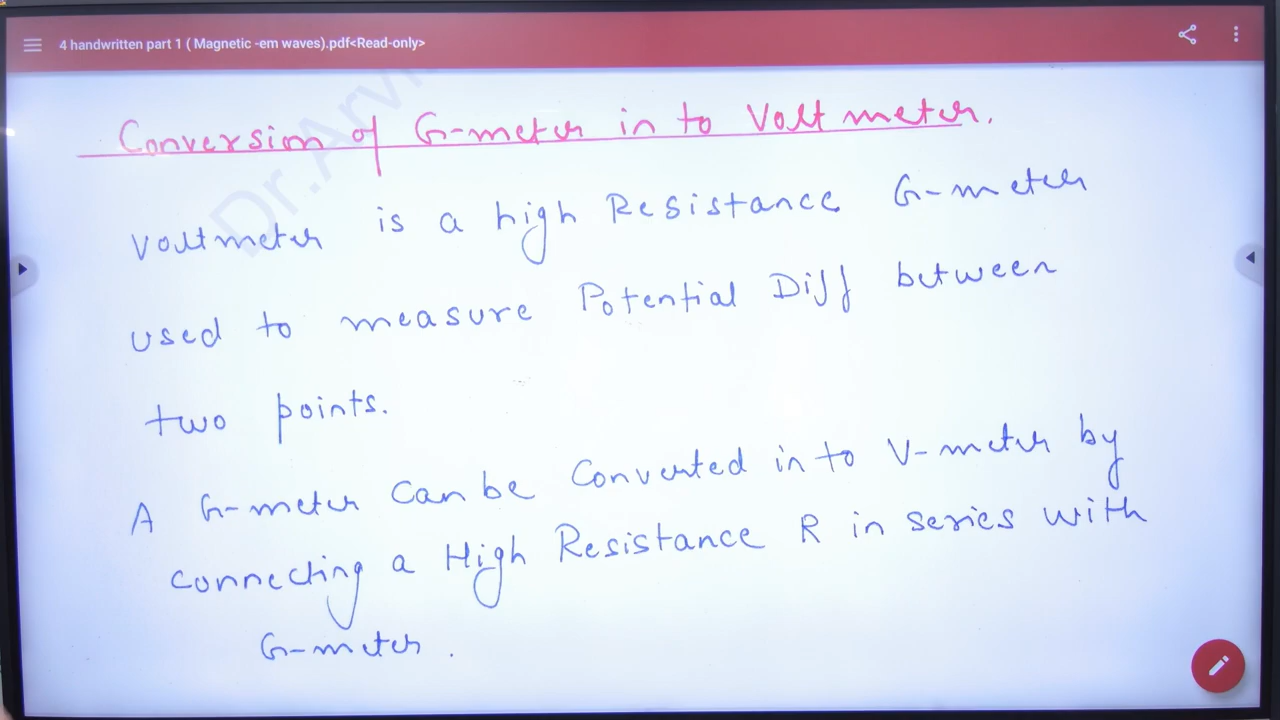 4 handwritten part 1 ( Magnetic -em waves).pdf<Read-only>
Conversion of G-meter in to Volt meter.
Voltmeter is a high Resistance G-meter
used to measure Potential Diff between
two points.
A G-meter can be Converted in to V-meter by
connecting a High Resistance R in series with
G-meter.
Dr.Arvi